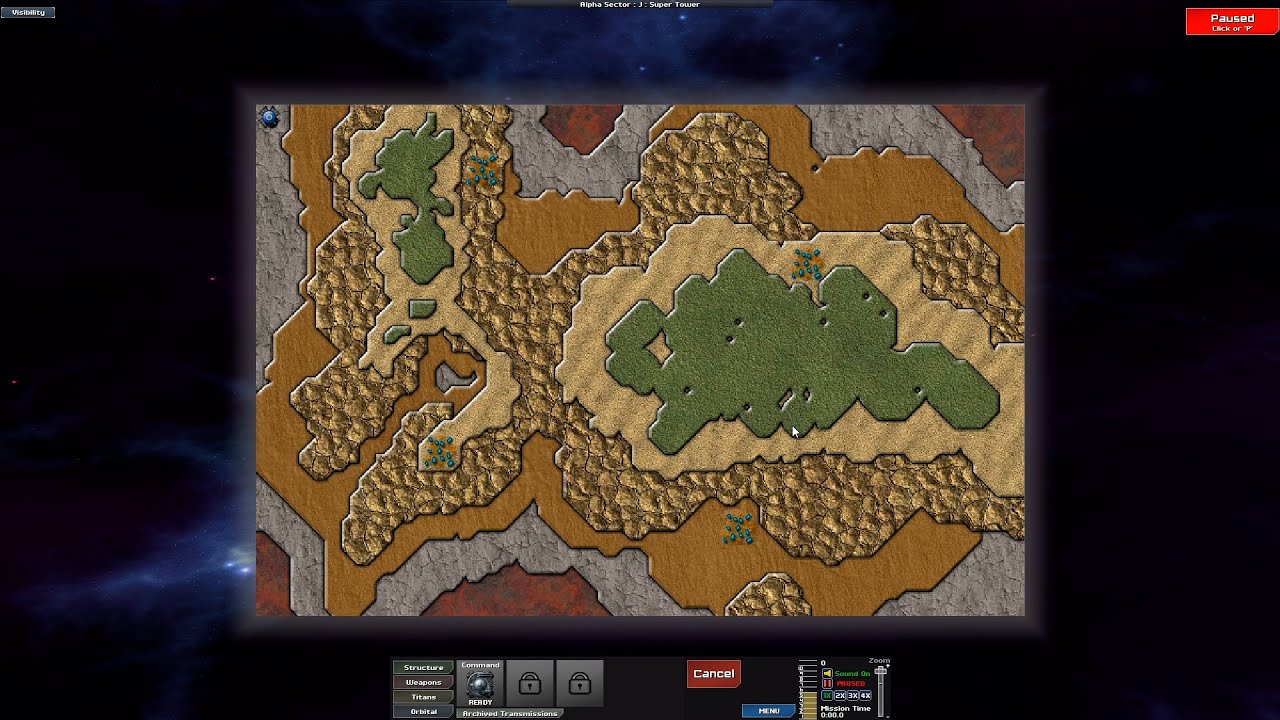 Alpha Sector : J : Super Tower
Visibility
Paused
Click or 'P'
Structure
Weapons
Titans
Orbital
Command
READY
Archived Transmissions
Cancel
MENU
0
Sound On
PAUSED
1X 2X 3X 4X
Mission Time
0:00.0
Zoom
+
-